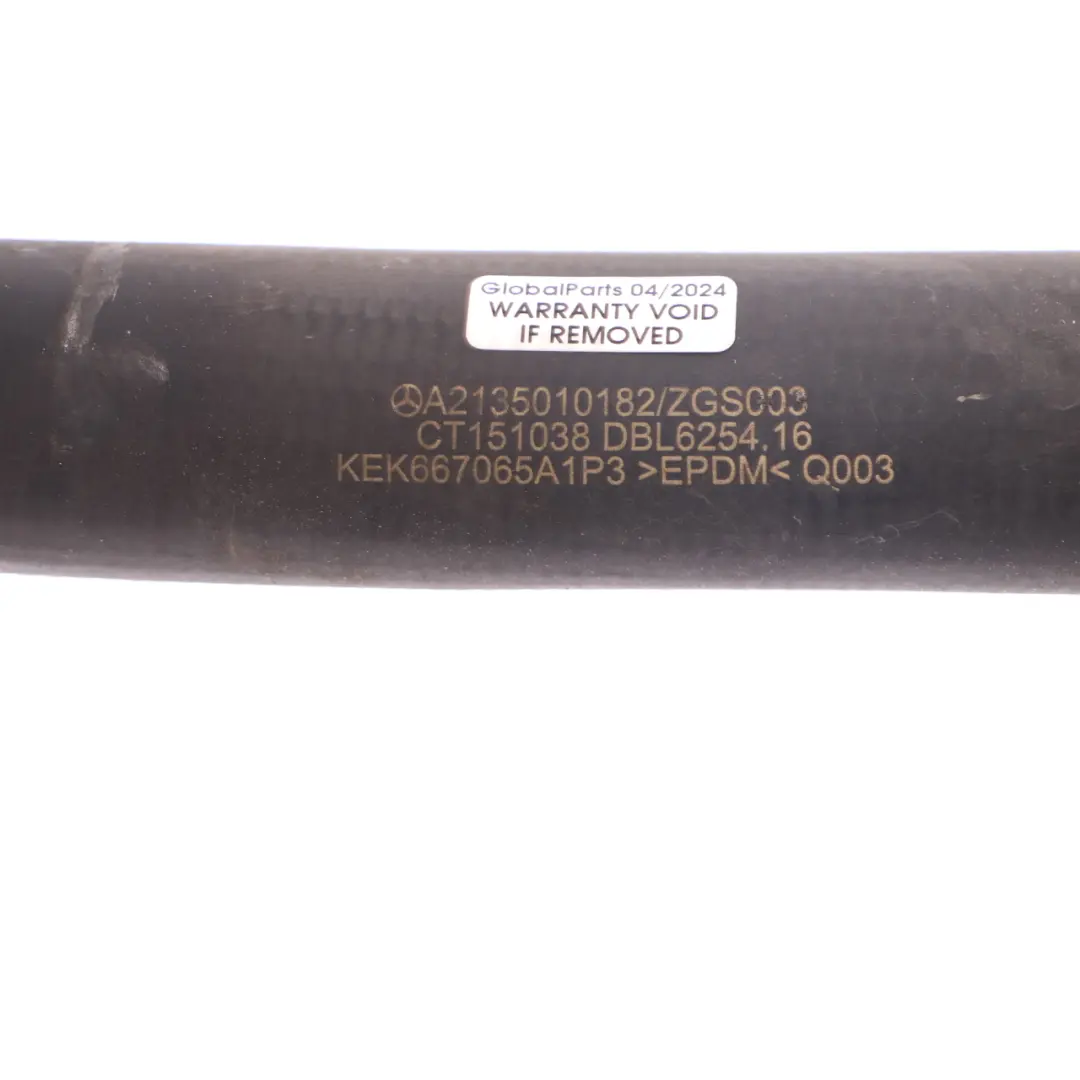 GlobalParts 04/2024
WARRANTY VOID
IF REMOVED
A2135010182/ZGS003
CT151038 DBL6254.16
KEK667065A1P3 >EPDM< Q003